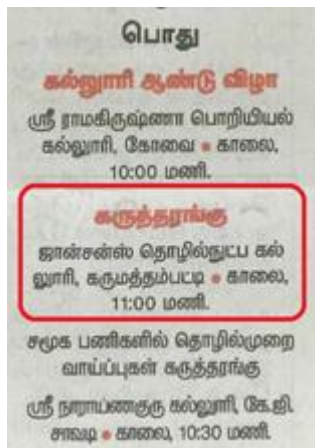 பொது
கல்லூரி ஆண்டு விழா
ஸ்ரீ ராமகிருஷ்ணா பொறியியல்
கல்லூரி, கோவை ● காலை,
10:00 மணி.
கருத்தரங்கு
ஜான்சன்ஸ் தொழில்நுட்ப கல்
லூரி, கருமத்தம்பட்டி ● காலை,
11:00 மணி.
சமூக பணிகளில் தொழில்முறை
வாய்ப்புகள் கருத்தரங்கு
ஸ்ரீ நாராயணகுரு கல்லூரி, கே.ஜி.
சாவடி ● காலை, 10:30 மணி.